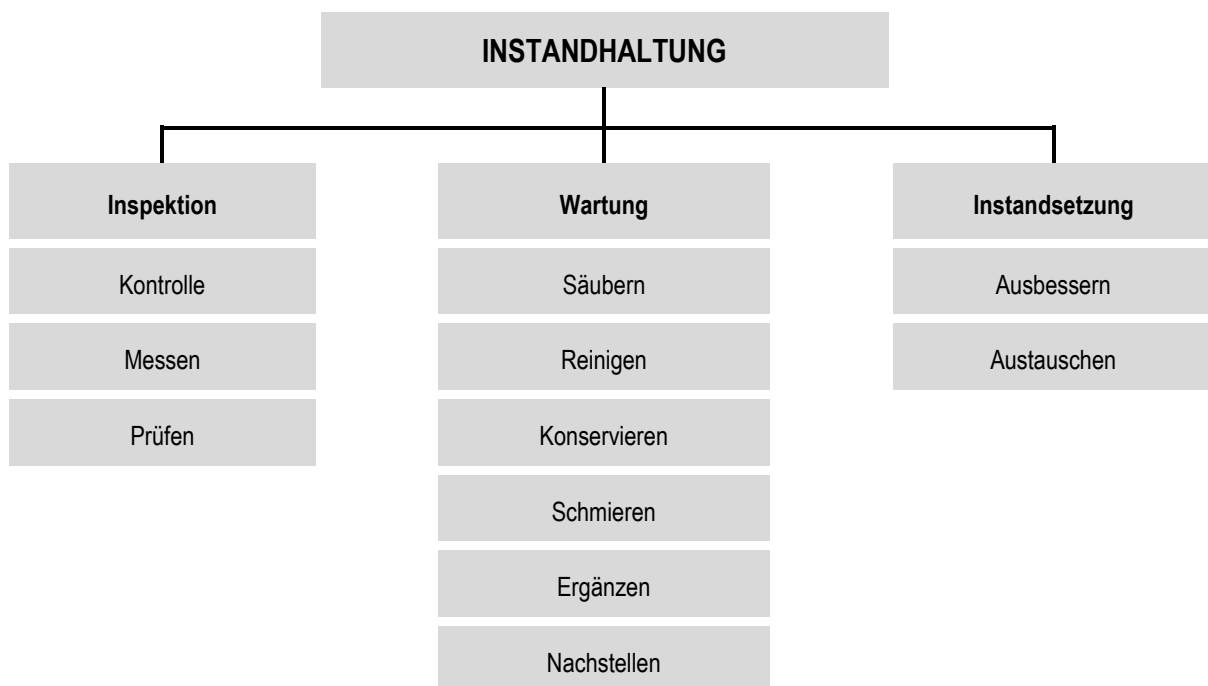 INSTANDHALTUNG
Inspektion
Kontrolle
Messen
Prüfen
Wartung
Säubern
Reinigen
Konservieren
Schmieren
Ergänzen
Nachstellen
Instandsetzung
Ausbessern
Austauschen